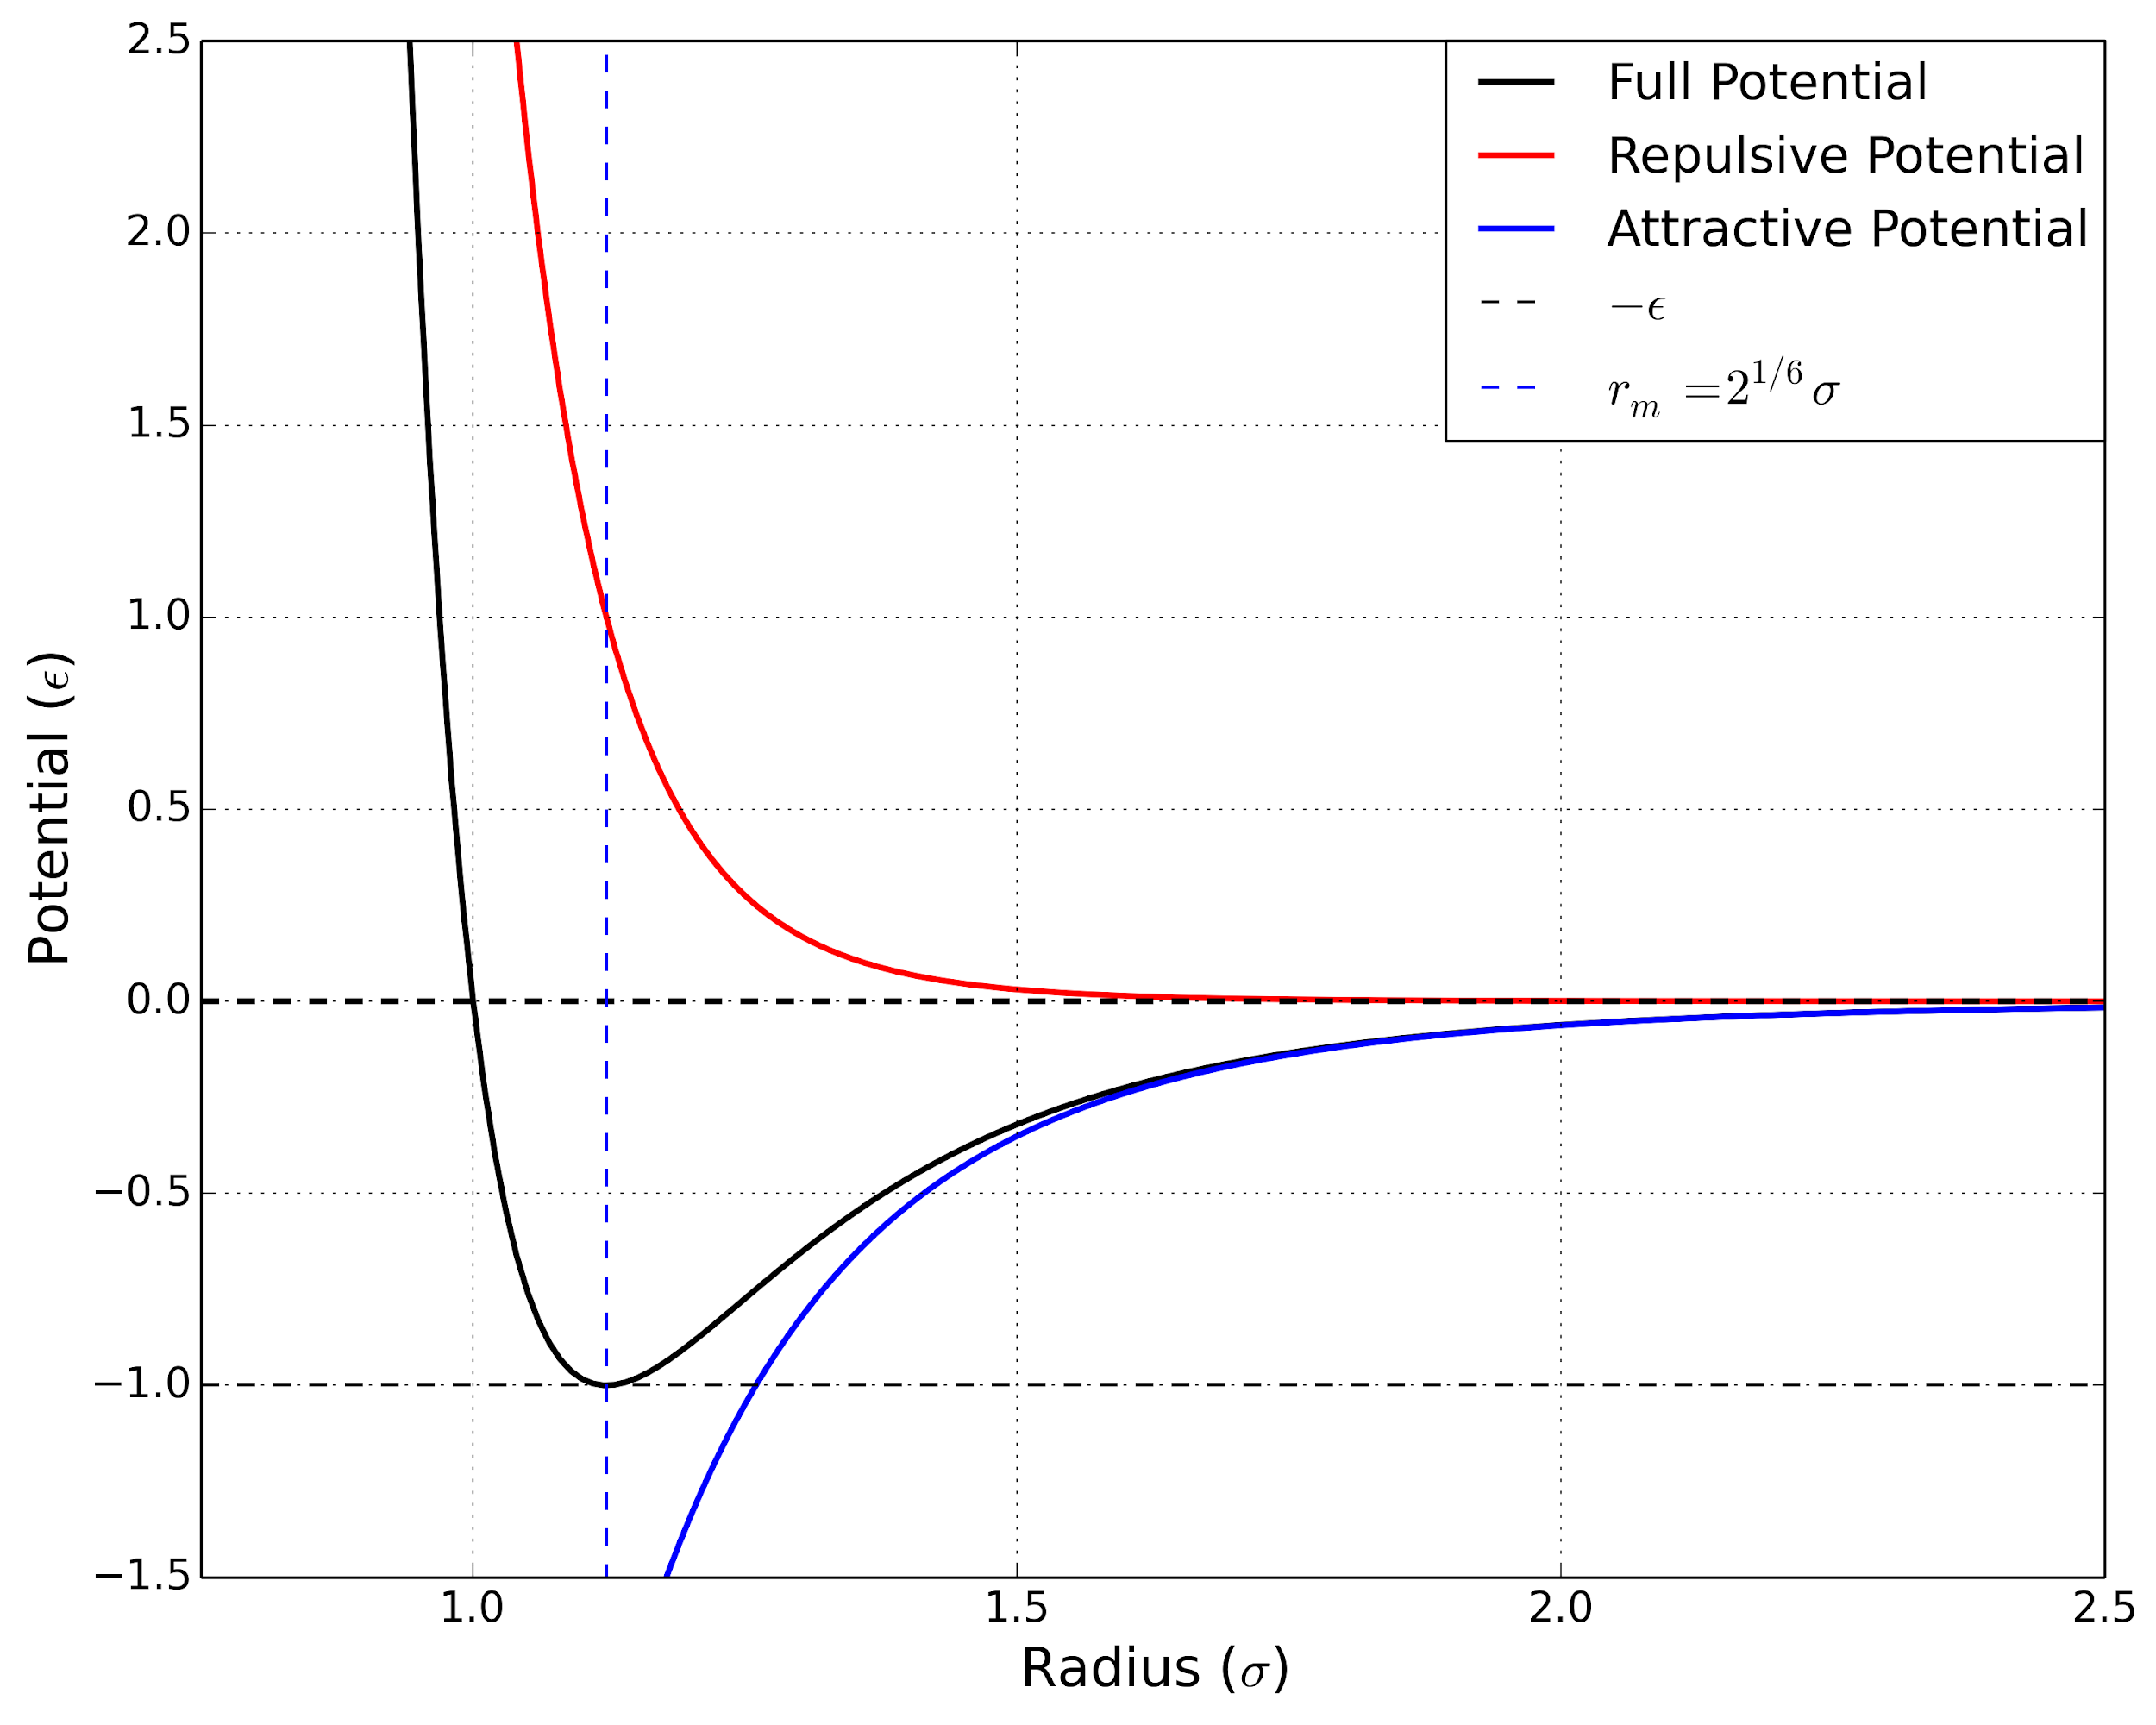 2.5
2.0
1.5
1.0
0.5
0.0
−0.5
−1.0
−1.5
Potential (ϵ)
Full Potential
Repulsive Potential
Attractive Potential
−ϵ
r_m = 2^{1/6} σ
1.0
1.5
2.0
2.5
Radius (σ)